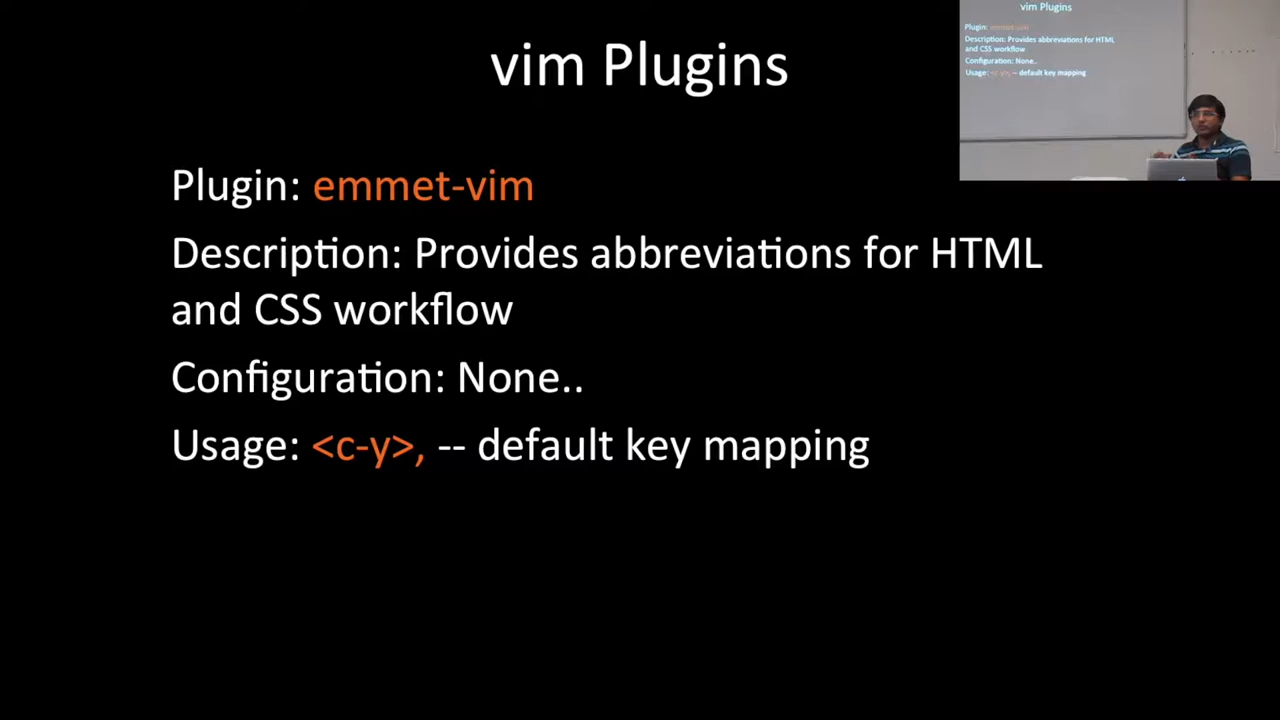 vim Plugins
Plugin: emmet-vim
Description: Provides abbreviations for HTML
and CSS workflow
Configuration: None..
Usage: <c-y>, -- default key mapping
vim Plugins
Plugin: emmet-vim
Description: Provides abbreviations for HTML
and CSS workflow
Configuration: None..
Usage: <c-y>, -- default key mapping